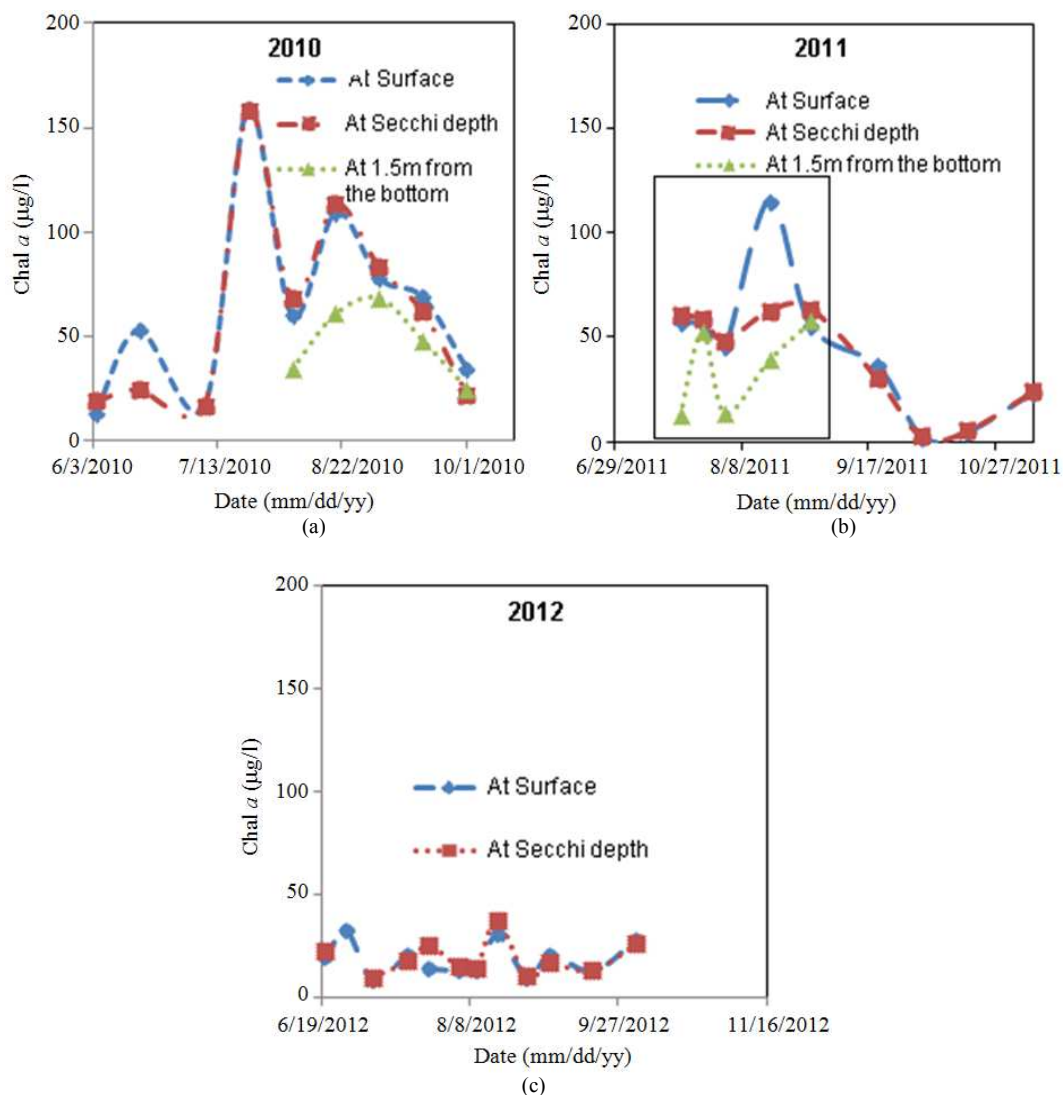 200
150
100
50
0
Chal a (µg/l)
2010
At Surface
At Secchi depth
At 1.5m from
the bottom
6/3/2010 7/13/2010 8/22/2010 10/1/2010
Date (mm/dd/yy)
(a)
200
150
100
50
0
Chal a (µg/l)
2011
At Surface
At Secchi depth
At 1.5m from the bottom
6/29/2011 8/8/2011 9/17/2011 10/27/2011
Date (mm/dd/yy)
(b)
200
150
100
50
0
Chal a (µg/l)
2012
At Surface
At Secchi depth
6/19/2012 8/8/2012 9/27/2012 11/16/2012
Date (mm/dd/yy)
(c)